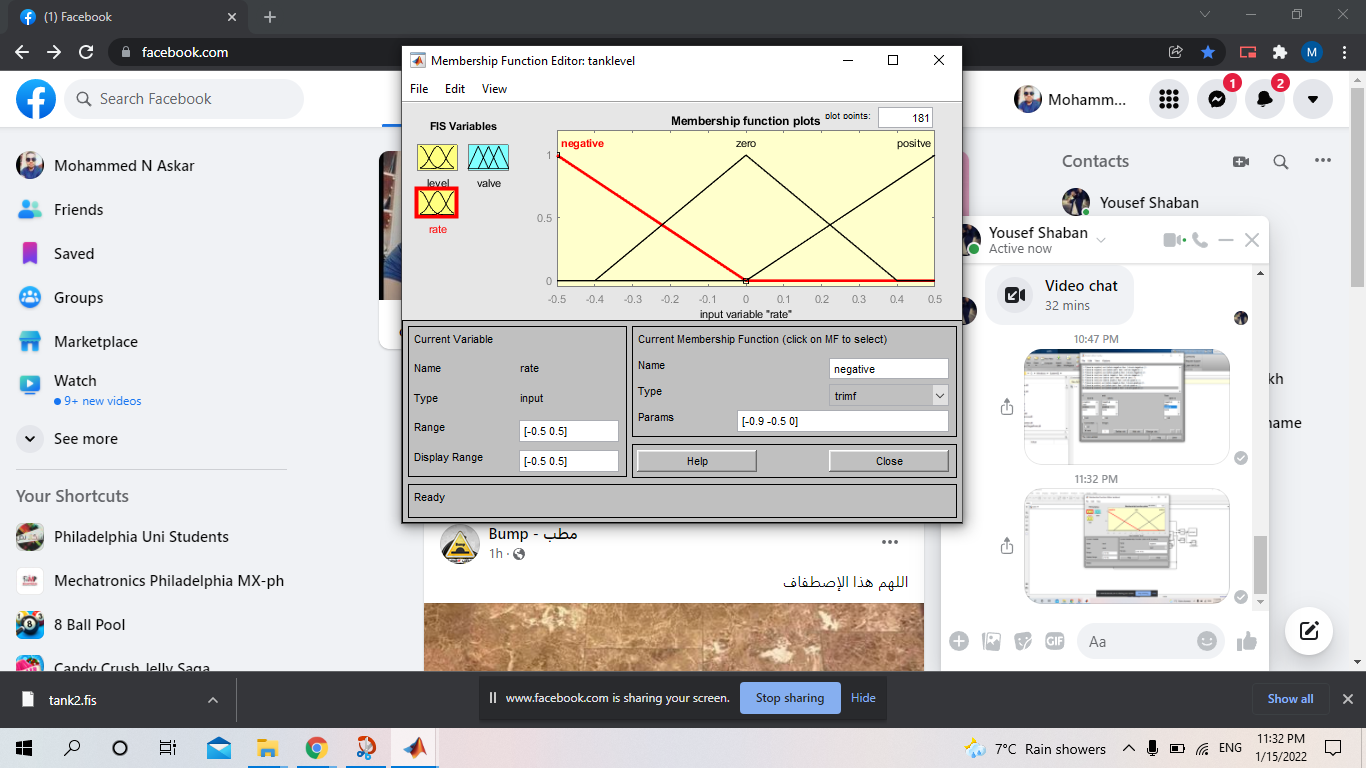 (1) Facebook
facebook.com
M
Search Facebook
Mohammed N Askar
Friends
Saved
Groups
Marketplace
Watch
9+ new videos
See more
Your Shortcuts
Philadelphia Uni Students
Mechatronics Philadelphia MX-ph
8 Ball Pool
Candy Crush Jelly Saga
Membership Function Editor: tanklevel
File Edit View
FIS Variables
level
valve
rate
Membership function plots
plot points:
181
negative
zero
positve
1
0.5
0
-0.5 -0.4 -0.3 -0.2 -0.1 0 0.1 0.2 0.3 0.4 0.5
input variable "rate"
Current Variable
Name rate
Type input
Range [-0.5 0.5]
Display Range [-0.5 0.5]
Current Membership Function (click on MF to select)
Name negative
Type trimf
Params [-0.9 -0.5 0]
Help
Close
Ready
Bump - مطب
1h ·
اللهم هذا الإصطفاف
Mohamm...
1
2
Contacts
Yousef Shaban
Yousef Shaban
Active now
Video chat
32 mins
10:47 PM
11:32 PM
GIF
Aa
kh
name
tank2.fis
www.facebook.com is sharing your screen.
Stop sharing
Hide
Show all
7°C Rain showers
ENG
11:32 PM
1/15/2022